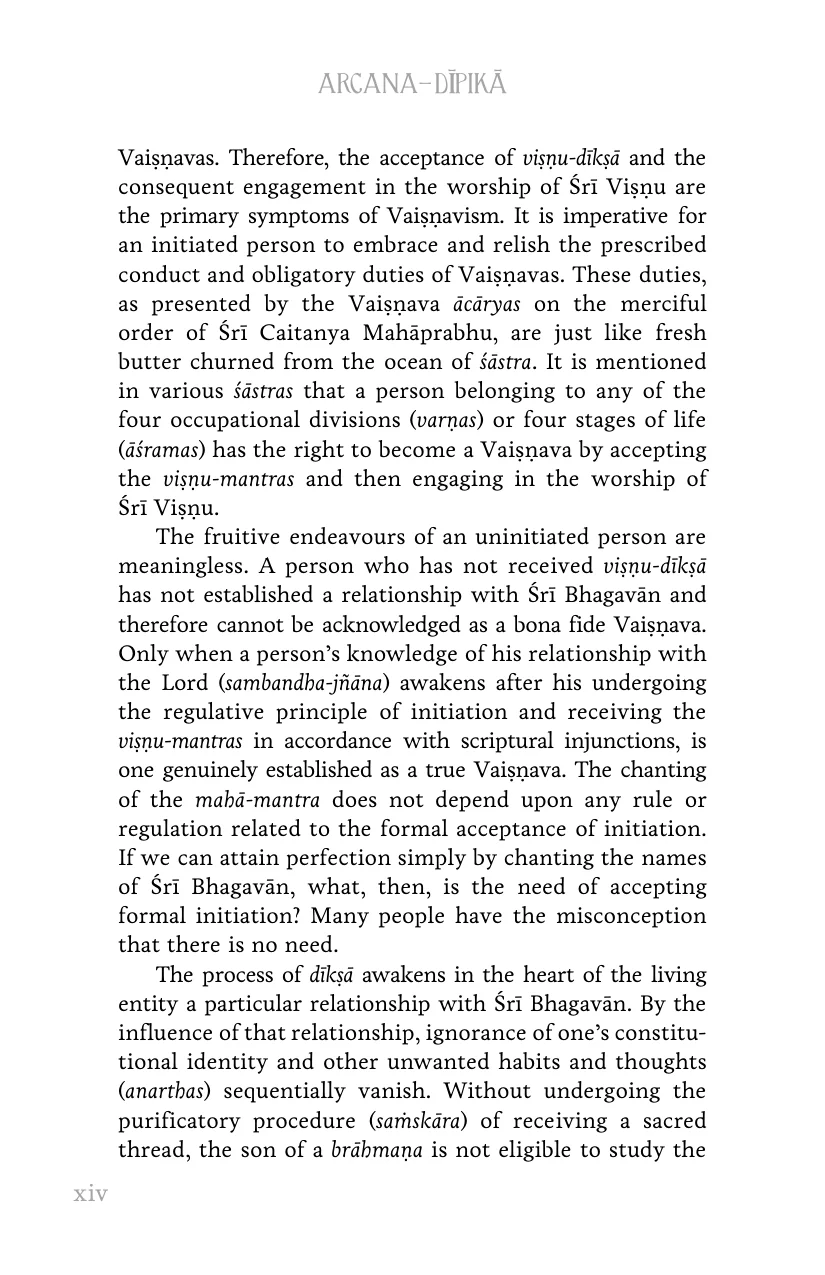 ARCANA–DĪPIKĀ
Vaiṣṇavas. Therefore, the acceptance of viṣṇu-dīkṣā and the
consequent engagement in the worship of Śrī Viṣṇu are
the primary symptoms of Vaiṣṇavism. It is imperative for
an initiated person to embrace and relish the prescribed
conduct and obligatory duties of Vaiṣṇavas. These duties,
as presented by the Vaiṣṇava ācāryas on the merciful
order of Śrī Caitanya Mahāprabhu, are just like fresh
butter churned from the ocean of śāstra. It is mentioned
in various śāstras that a person belonging to any of the
four occupational divisions (varṇas) or four stages of life
(āśramas) has the right to become a Vaiṣṇava by accepting
the viṣṇu-mantras and then engaging in the worship of
Śrī Viṣṇu.
The fruitive endeavours of an uninitiated person are
meaningless. A person who has not received viṣṇu-dīkṣā
has not established a relationship with Śrī Bhagavān and
therefore cannot be acknowledged as a bona fide Vaiṣṇava.
Only when a person’s knowledge of his relationship with
the Lord (sambandha-jñāna) awakens after his undergoing
the regulative principle of initiation and receiving the
viṣṇu-mantras in accordance with scriptural injunctions, is
one genuinely established as a true Vaiṣṇava. The chanting
of the mahā-mantra does not depend upon any rule or
regulation related to the formal acceptance of initiation.
If we can attain perfection simply by chanting the names
of Śrī Bhagavān, what, then, is the need of accepting
formal initiation? Many people have the misconception
that there is no need.
The process of dīkṣā awakens in the heart of the living
entity a particular relationship with Śrī Bhagavān. By the
influence of that relationship, ignorance of one’s constitu-
tional identity and other unwanted habits and thoughts
(anarthas) sequentially vanish. Without undergoing the
purificatory procedure (saṁskāra) of receiving a sacred
thread, the son of a brāhmaṇa is not eligible to study the
xiv